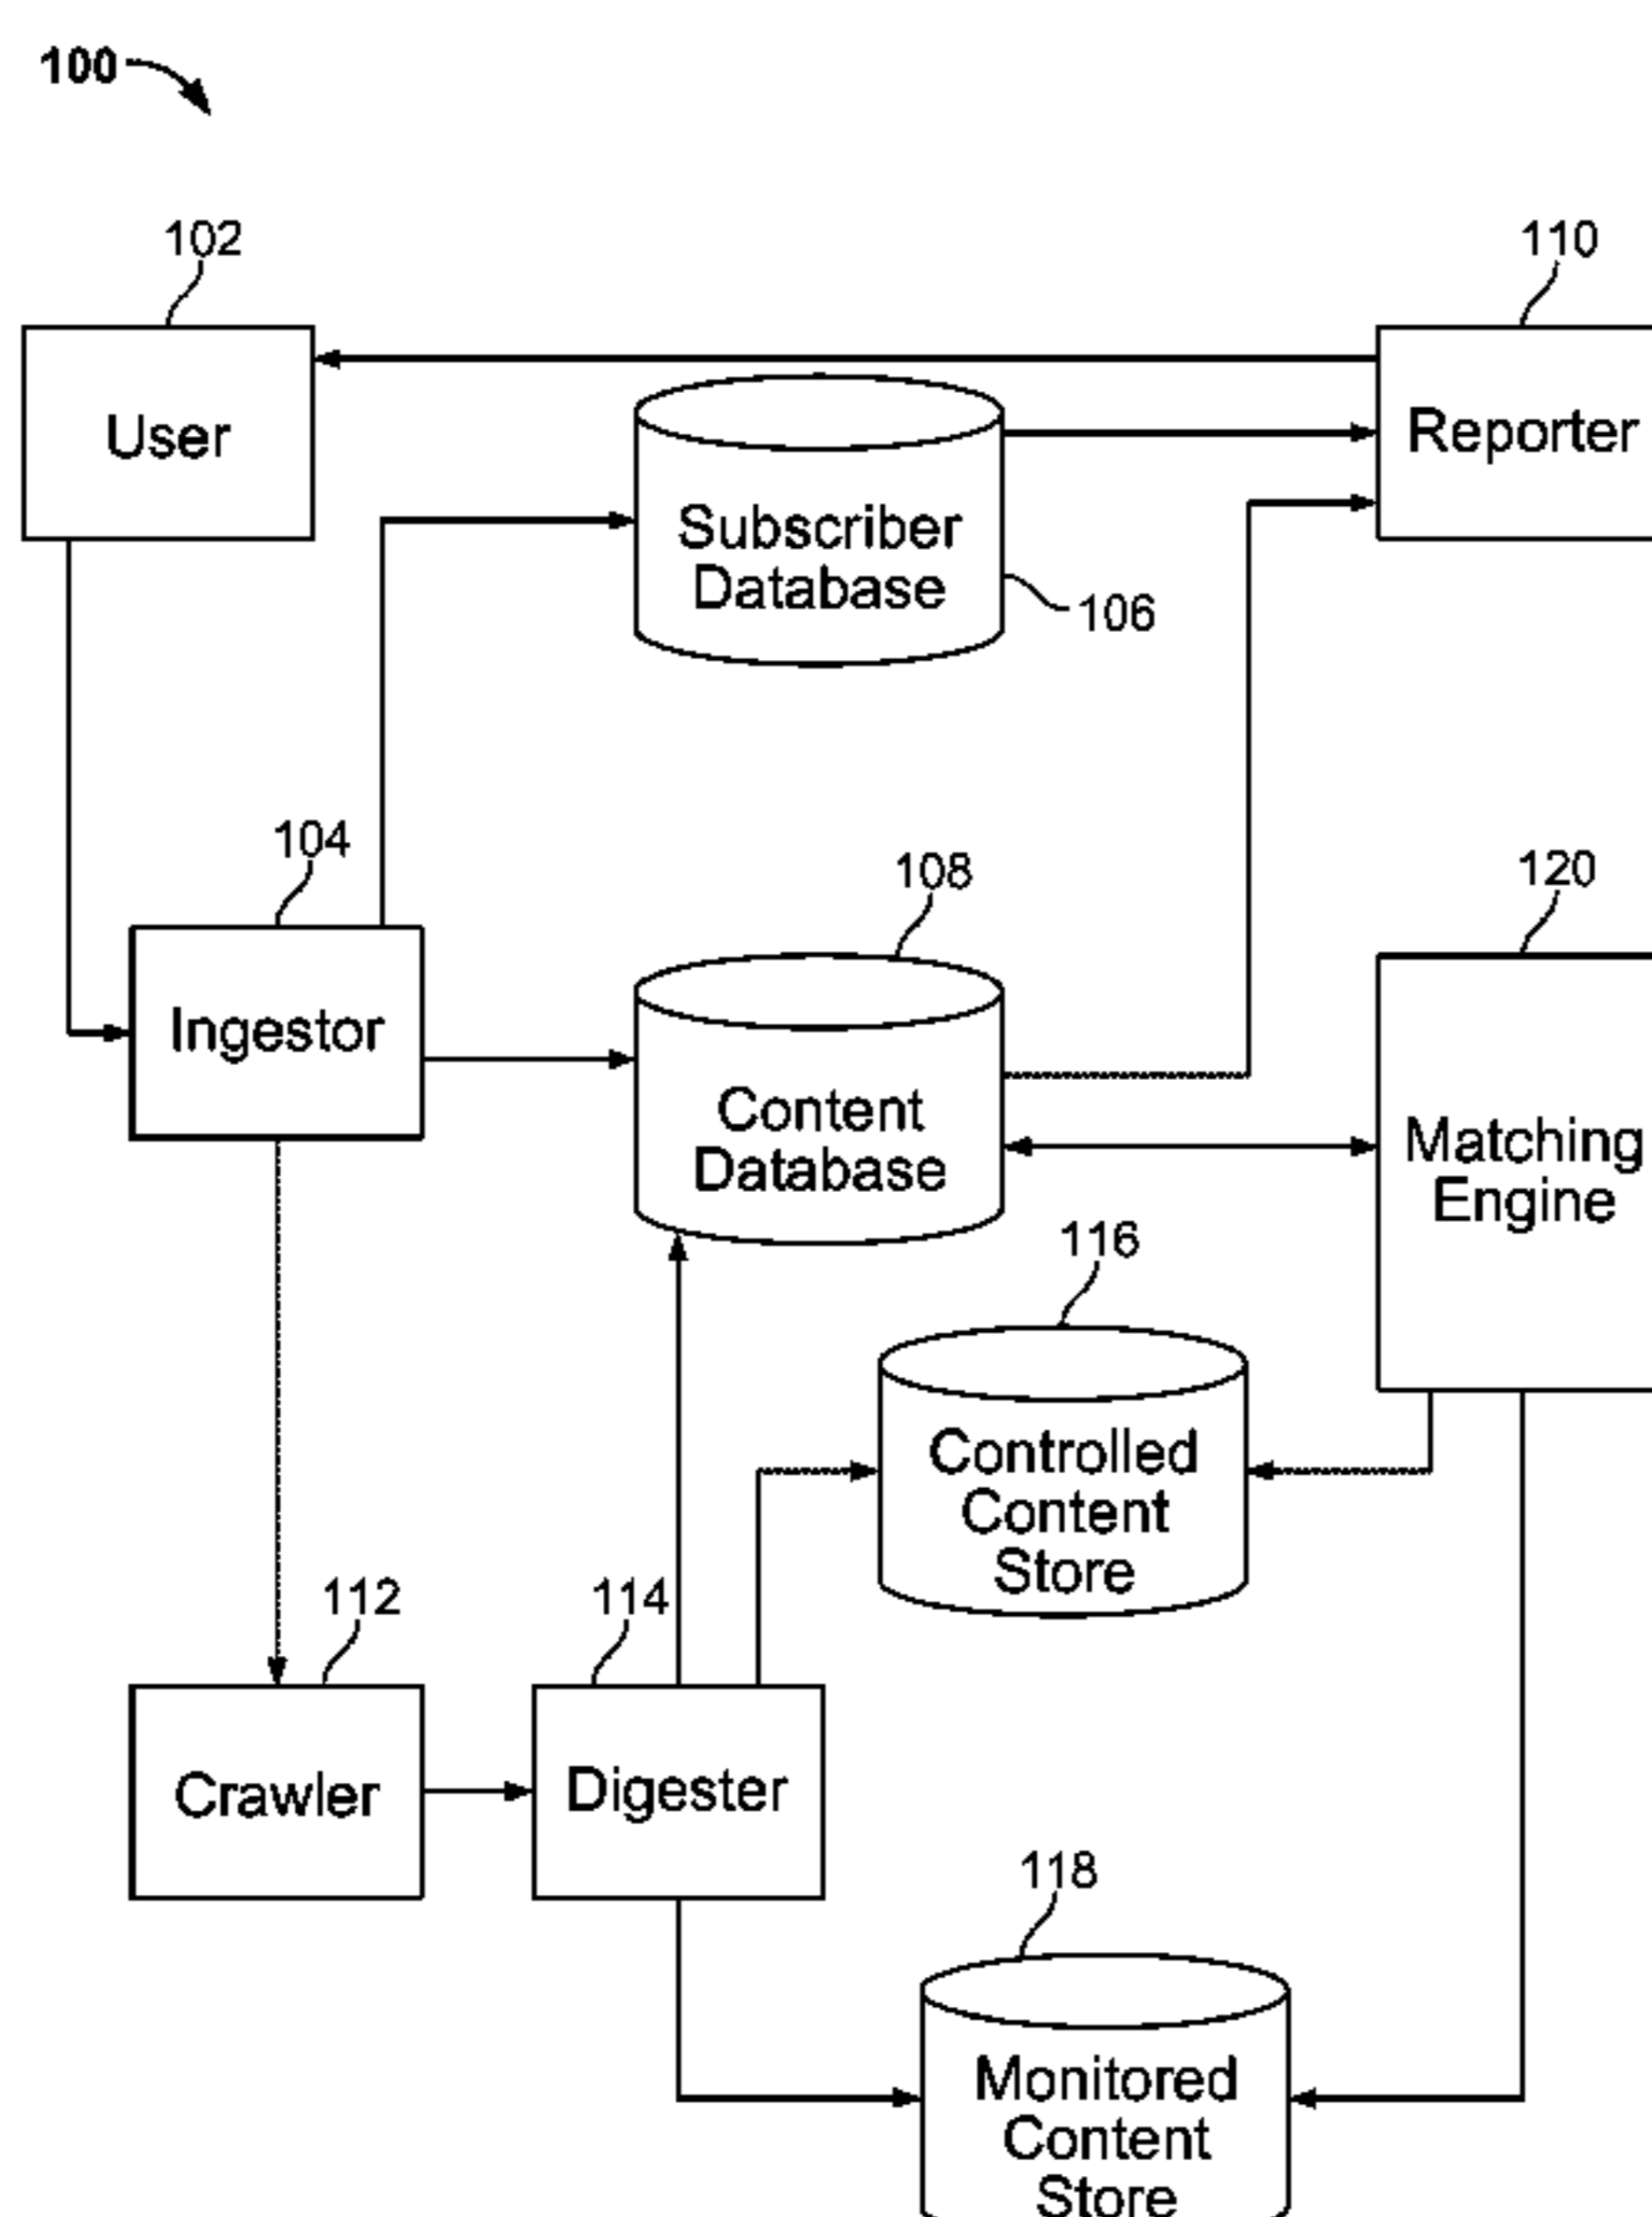 100
102
110
User
Reporter
Subscriber
Database
106
104
108
120
Ingestor
Content
Database
Matching
Engine
116
Controlled
Content
Store
112
114
Crawler
Digester
118
Monitored
Content
Store